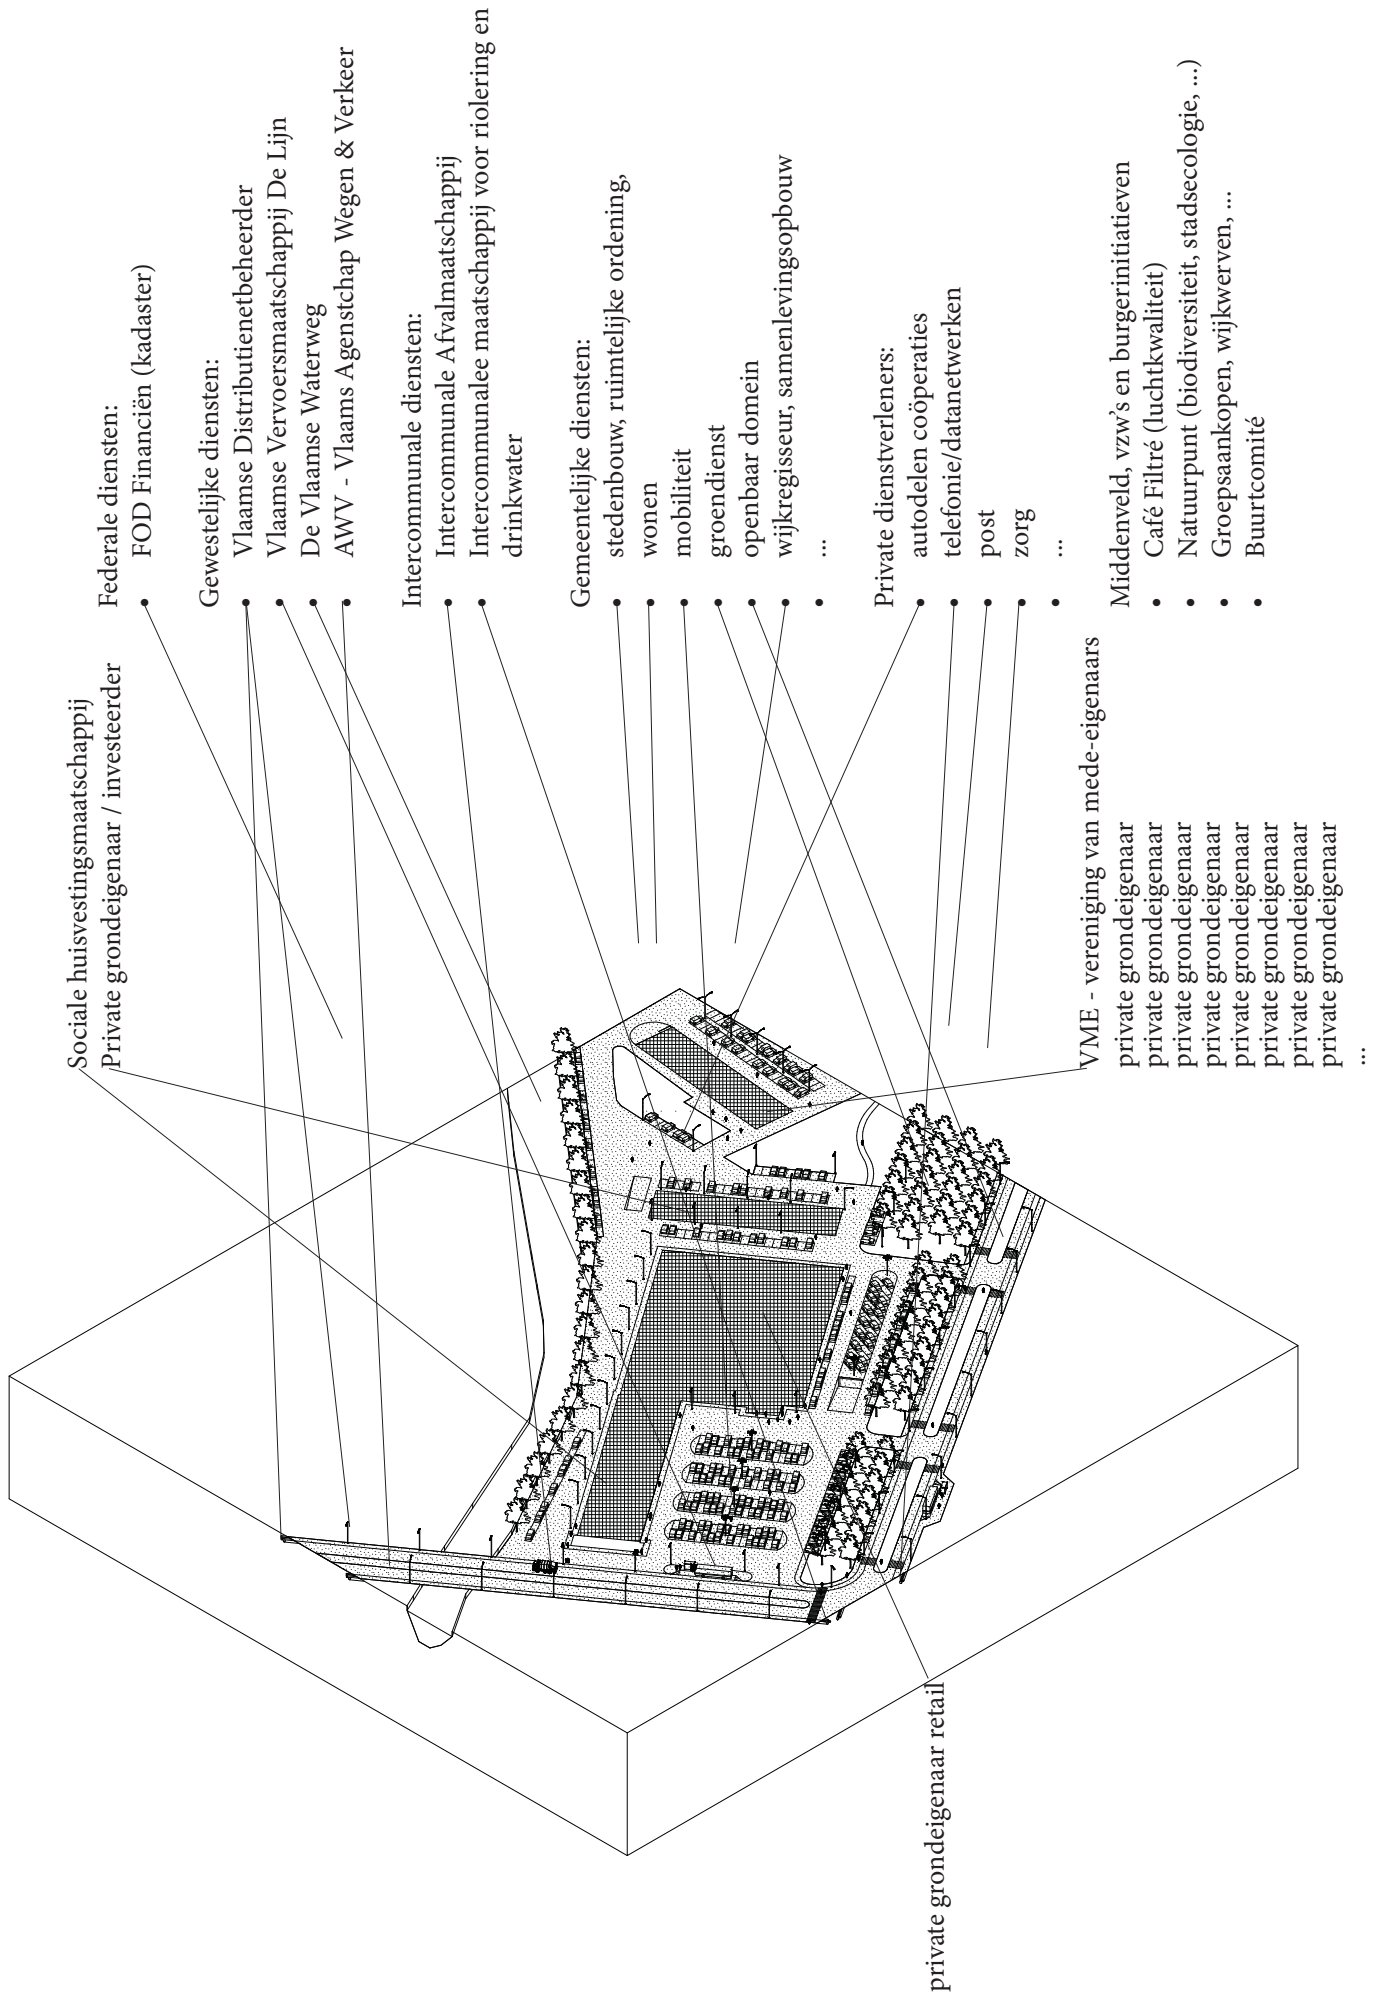 Sociale huisvestingsmaatschappij
Private grondeigenaar / investeerder
Federale diensten:
• FOD Financiën (kadaster)
Gewestelijke diensten:
• Vlaamse Distributienetbeheerder
• Vlaamse Vervoersmaatschappij De Lijn
• De Vlaamse Waterweg
• AWV - Vlaams Agenstchap Wegen & Verkeer
Intercommunale diensten:
• Intercommunale Afvalmaatschappij
• Intercommunalee maatschappij voor riolering en
drinkwater
Gemeentelijke diensten:
• stedenbouw, ruimtelijke ordening,
• wonen
• mobiliteit
• groendienst
• openbaar domein
• wijkregisseur, samenlevingsopbouw
• ...
Private dienstverleners:
• autodelen coöperaties
• telefonie/datanetwerken
• post
• zorg
• ...
Middenveld, vzw's en burgerinitiatieven
• Café Filtré (luchtkwaliteit)
• Natuurpunt (biodiversiteit, stadsecologie, ...)
• Groepsaankopen, wijkwerven, ...
• Buurtcomité
VME - vereniging van mede-eigenaars
private grondeigenaar
private grondeigenaar
private grondeigenaar
private grondeigenaar
private grondeigenaar
private grondeigenaar
private grondeigenaar
private grondeigenaar
...
private grondeigenaar retail